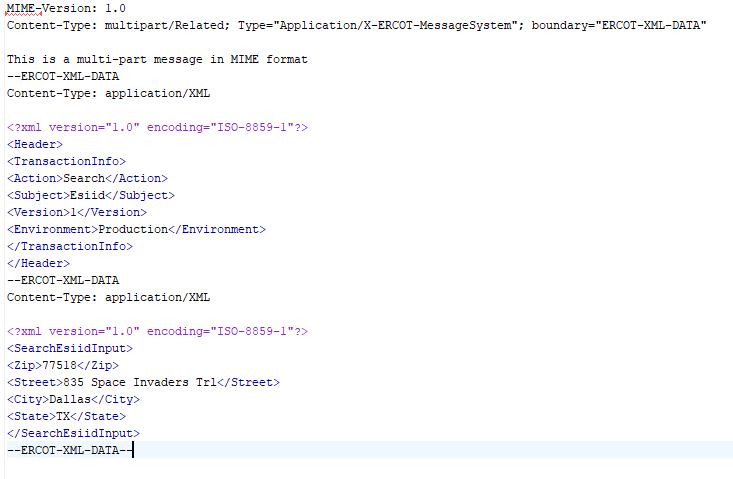 MIME-Version: 1.0
Content-Type: multipart/Related; Type="Application/X-ERCOT-MessageSystem"; boundary="ERCOT-XML-DATA"
This is a multi-part message in MIME format
--ERCOT-XML-DATA
Content-Type: application/XML
<?xml version="1.0" encoding="ISO-8859-1"?>
<Header>
<TransactionInfo>
<Action>Search</Action>
<Subject>Esiid</Subject>
<Version>1</Version>
<Environment>Production</Environment>
</TransactionInfo>
</Header>
--ERCOT-XML-DATA
Content-Type: application/XML
<?xml version="1.0" encoding="ISO-8859-1"?>
<SearchEsiidInput>
<Zip>77518</Zip>
<Street>835 Space Invaders Trl</Street>
<City>Dallas</City>
<State>TX</State>
</SearchEsiidInput>
--ERCOT-XML-DATA--